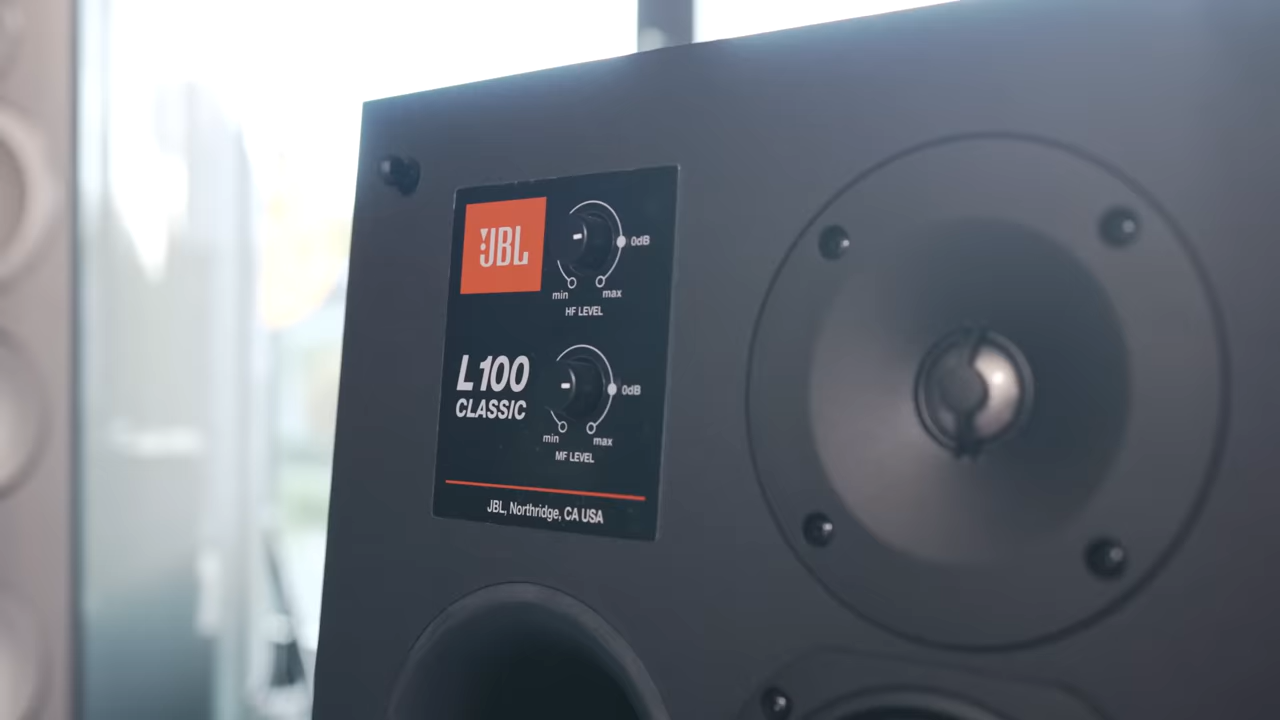 JBL
0dB
min max
HF LEVEL
L100
CLASSIC
0dB
min max
MF LEVEL
JBL, Northridge, CA USA